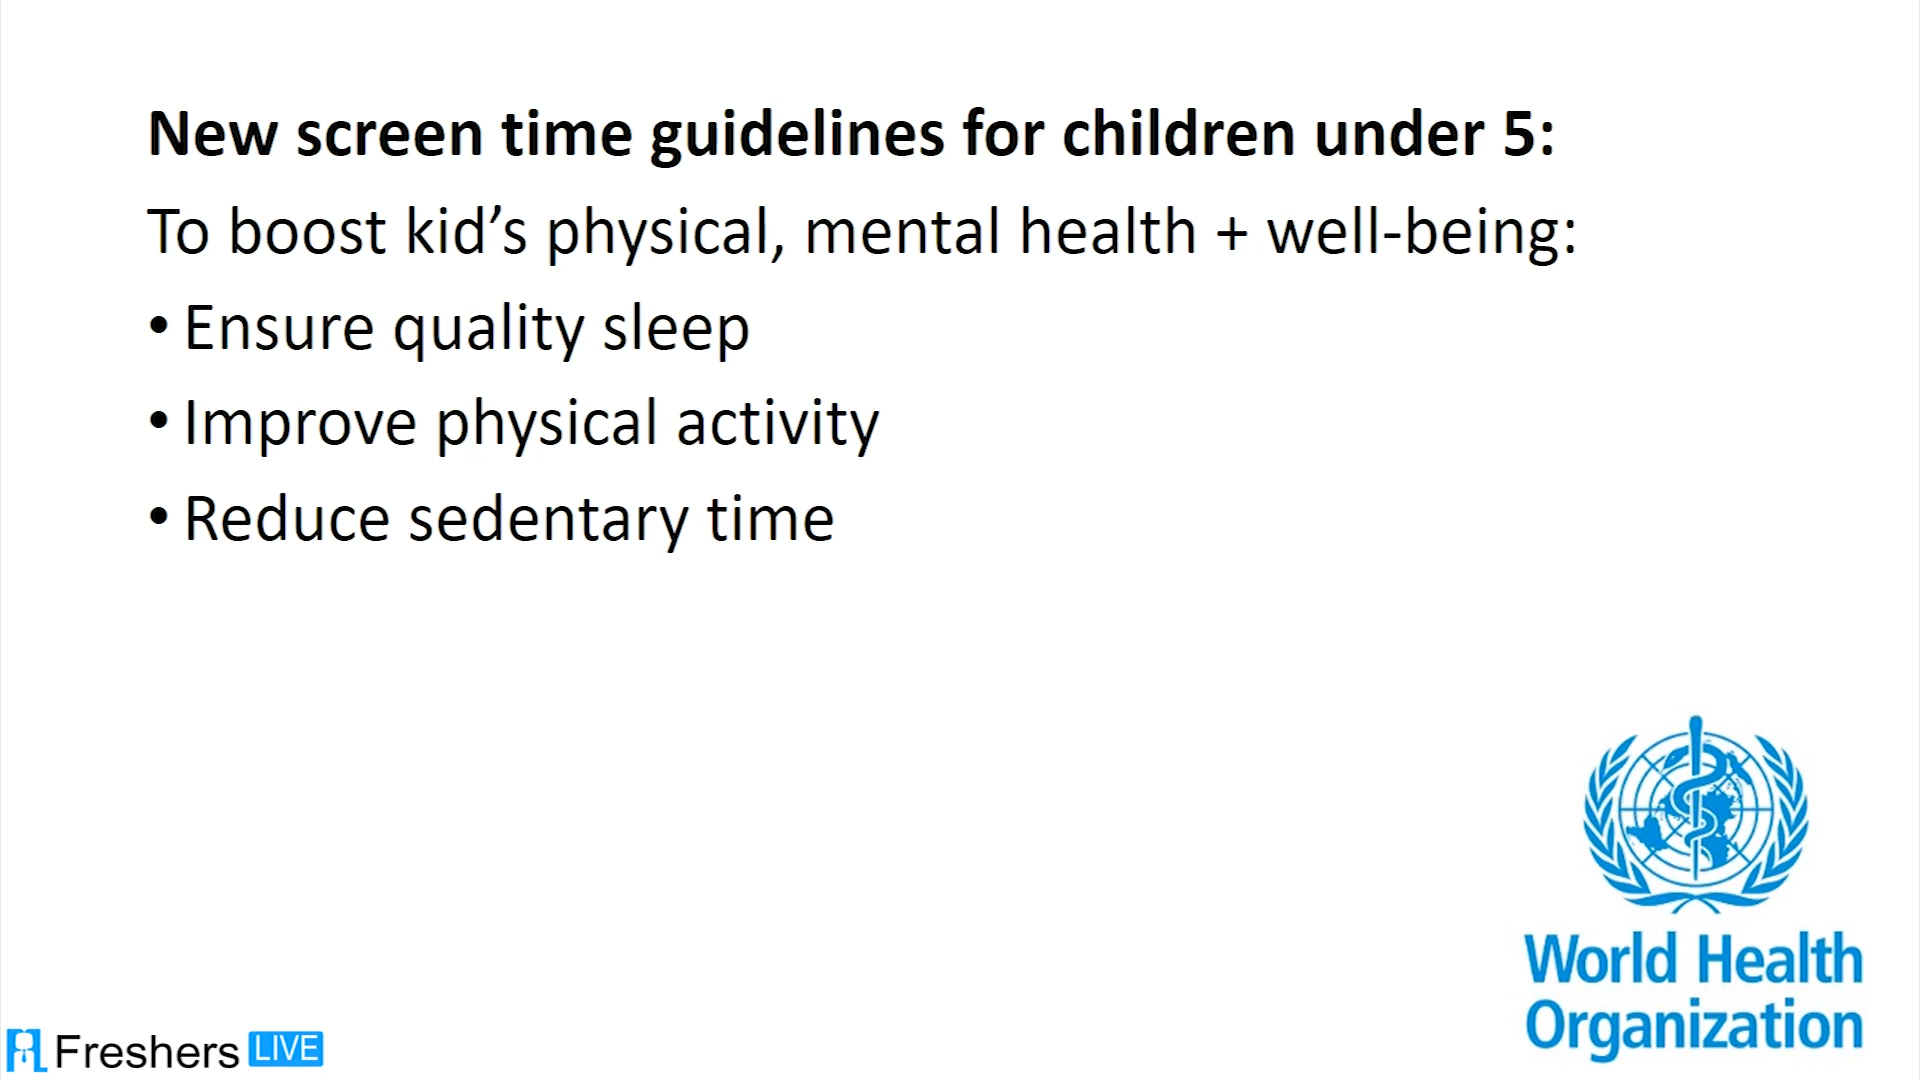 New screen time guidelines for children under 5:
To boost kid’s physical, mental health + well-being:
• Ensure quality sleep
• Improve physical activity
• Reduce sedentary time
World Health
Organization
Freshers LIVE